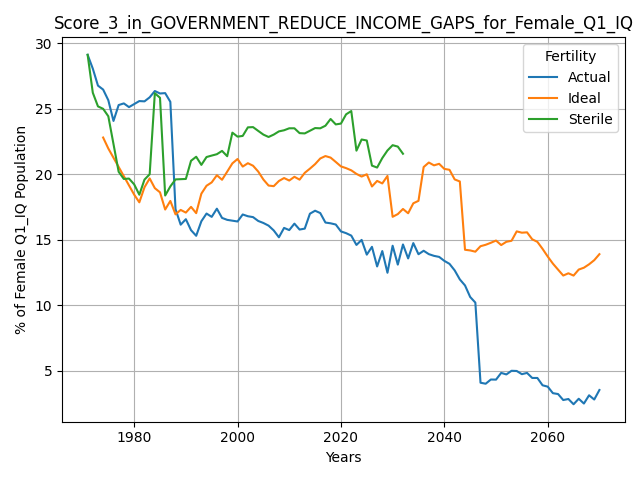 Score_3_in_GOVERNMENT_REDUCE_INCOME_GAPS_for_Female_Q1_IQ
% of Female Q1_IQ Population
30
25
20
15
10
5
Fertility
Actual
Ideal
Sterile
1980
2000
2020
2040
2060
Years